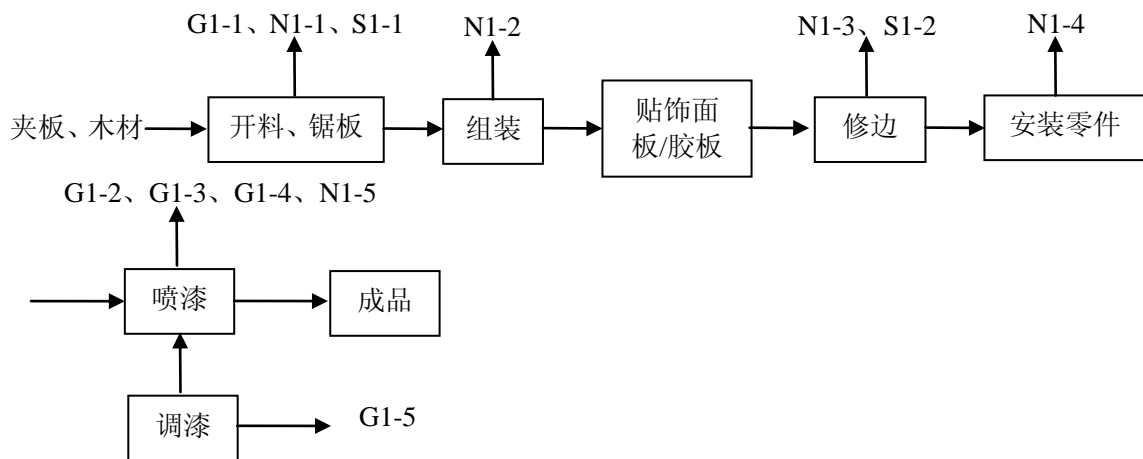 G1-1、N1-1、S1-1
N1-2
N1-3、S1-2
N1-4
夹板、木材
开料、锯板
组装
贴饰面
板/胶板
修边
安装零件
G1-2、G1-3、G1-4、N1-5
喷漆
成品
调漆
G1-5